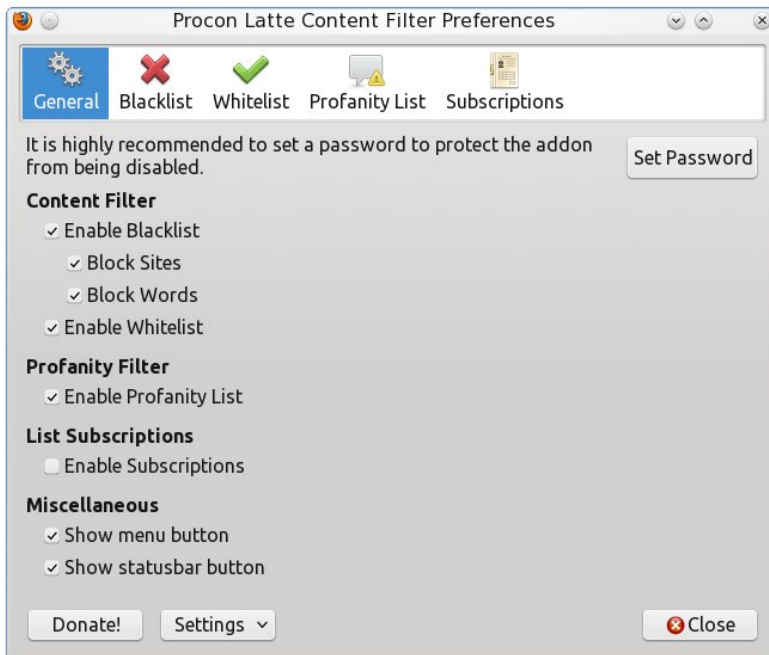 Procon Latte Content Filter Preferences
General Blacklist Whitelist Profanity List Subscriptions
It is highly recommended to set a password to protect the addon
from being disabled.
Set Password
Content Filter
Enable Blacklist
Block Sites
Block Words
Enable Whitelist
Profanity Filter
Enable Profanity List
List Subscriptions
Enable Subscriptions
Miscellaneous
Show menu button
Show statusbar button
Donate! Settings Close